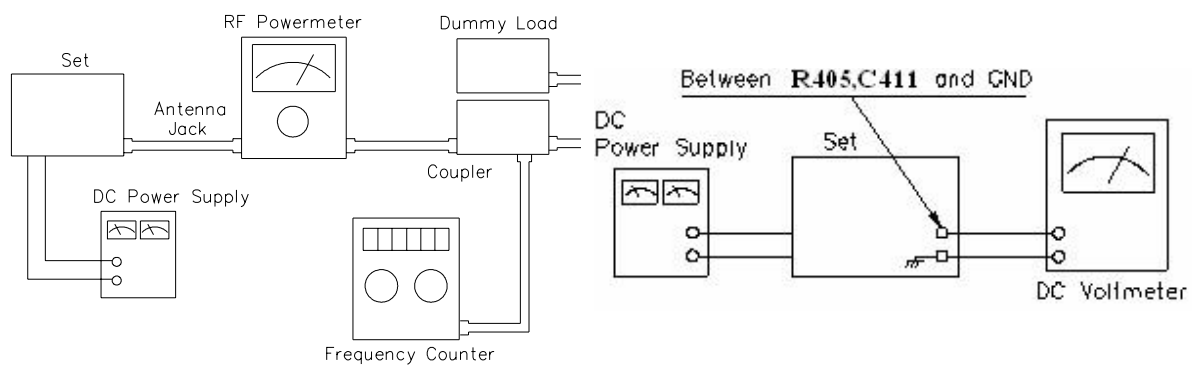 RF Powermeter
Dummy Load
Set
Antenna
Jack
Coupler
DC Power Supply
Frequency Counter
Between R405,C411 and GND
DC
Power Supply
Set
DC Voltmeter